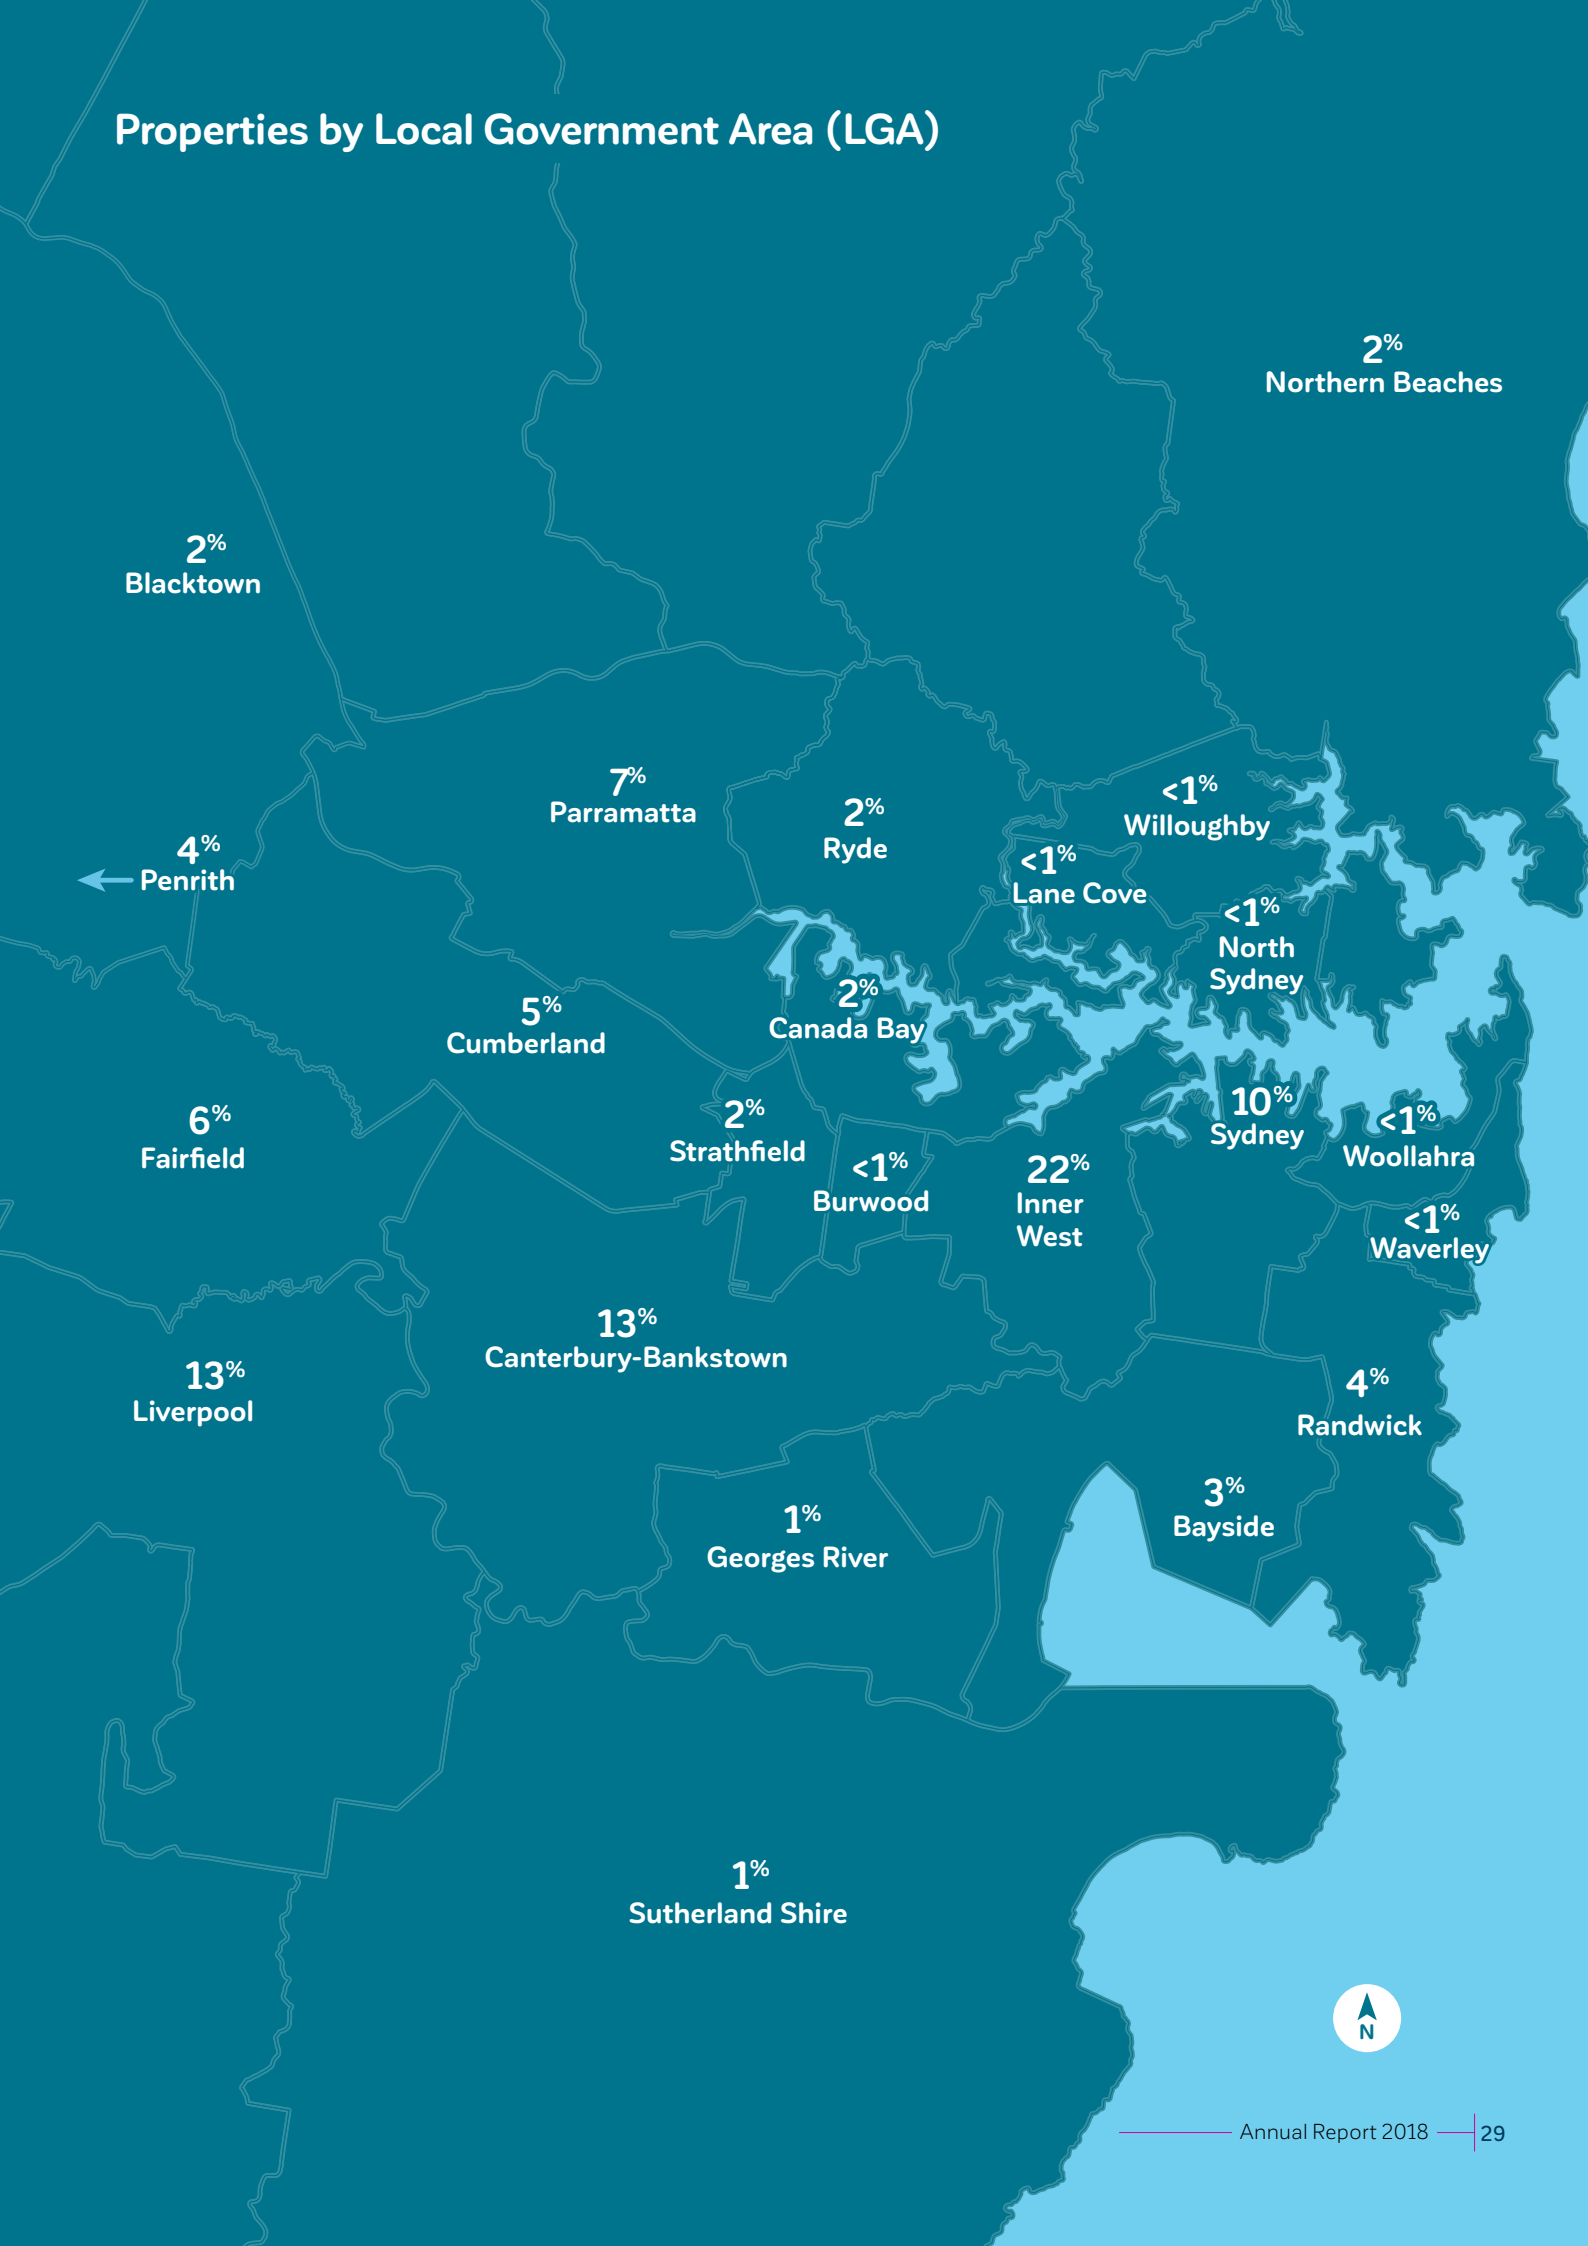 Properties by Local Government Area (LGA)
2%
Northern Beaches
2%
Blacktown
7%
Parramatta
2%
Ryde
<1%
Willoughby
4%
Penrith
<1%
Lane Cove
<1%
North
Sydney
2%
Canada Bay
5%
Cumberland
6%
Fairfield
2%
Strathfield
<1%
Burwood
22%
Inner
West
10%
Sydney
<1%
Woollahra
<1%
Waverley
13%
Canterbury-Bankstown
13%
Liverpool
4%
Randwick
3%
Bayside
1%
Georges River
1%
Sutherland Shire
N
Annual Report 2018 29